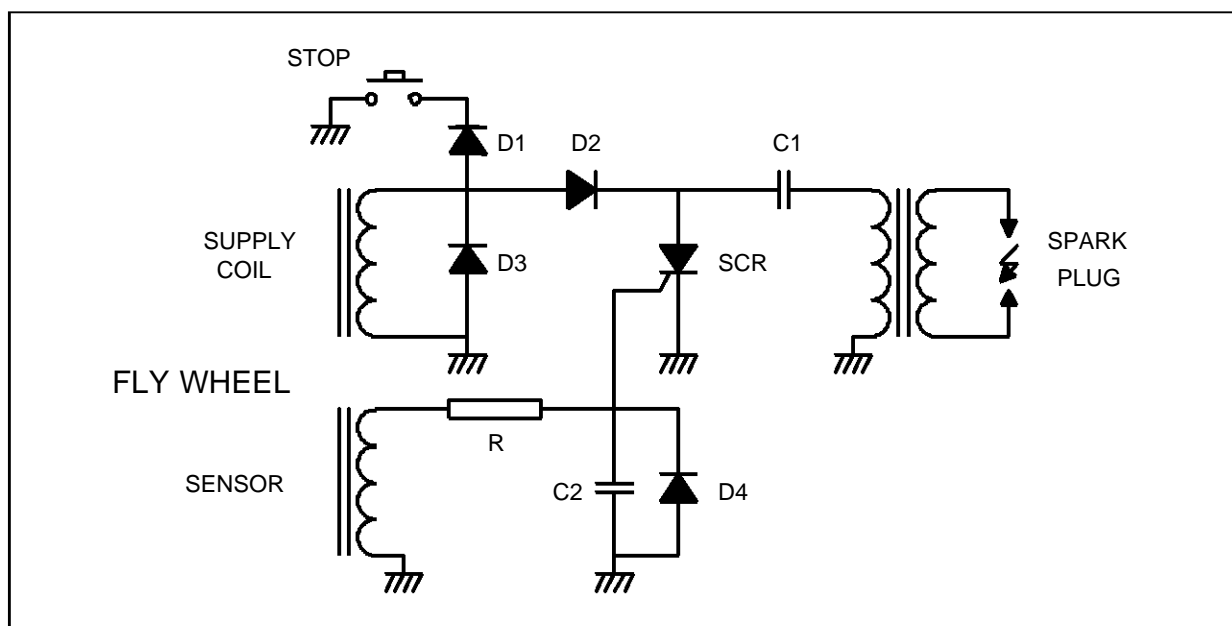 STOP
D1
D2
C1
SUPPLY
COIL
D3
SCR
SPARK
PLUG
FLY WHEEL
R
SENSOR
C2
D4